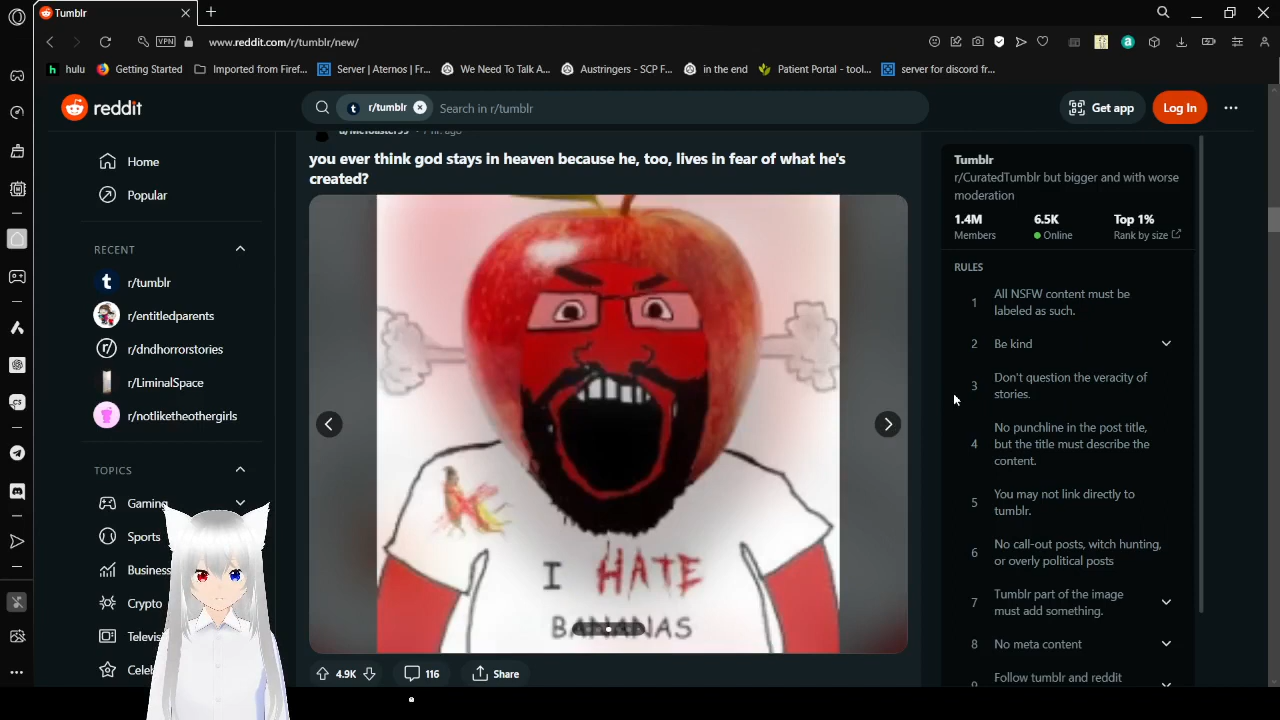 Tumblr
VPN
www.reddit.com/r/tumblr/new/
hulu
Getting Started
Imported from Firef...
Server | Aternos | Fr...
We Need To Talk A...
Austringers - SCP F...
in the end
Patient Portal - tool...
server for discord fr...
reddit
r/tumblr
Search in r/tumblr
Get app
Log In
Home
Popular
RECENT
r/tumblr
r/entitledparents
r/dndhorrorstories
r/LiminalSpace
r/notliketheothergirls
TOPICS
Gaming
Sports
Business
Crypto
Televisi
Celeb
you ever think god stays in heaven because he, too, lives in fear of what he's
created?
I HATE
BANANAS
4.9K
116
Share
Tumblr
r/CuratedTumblr but bigger and with worse
moderation
1.4M
Members
6.5K
Online
Top 1%
Rank by size
RULES
1
All NSFW content must be
labeled as such.
2
Be kind
3
Don't question the veracity of
stories.
4
No punchline in the post title,
but the title must describe the
content.
5
You may not link directly to
tumblr.
6
No call-out posts, witch hunting,
or overly political posts
7
Tumblr part of the image
must add something.
8
No meta content
Follow tumblr and reddit